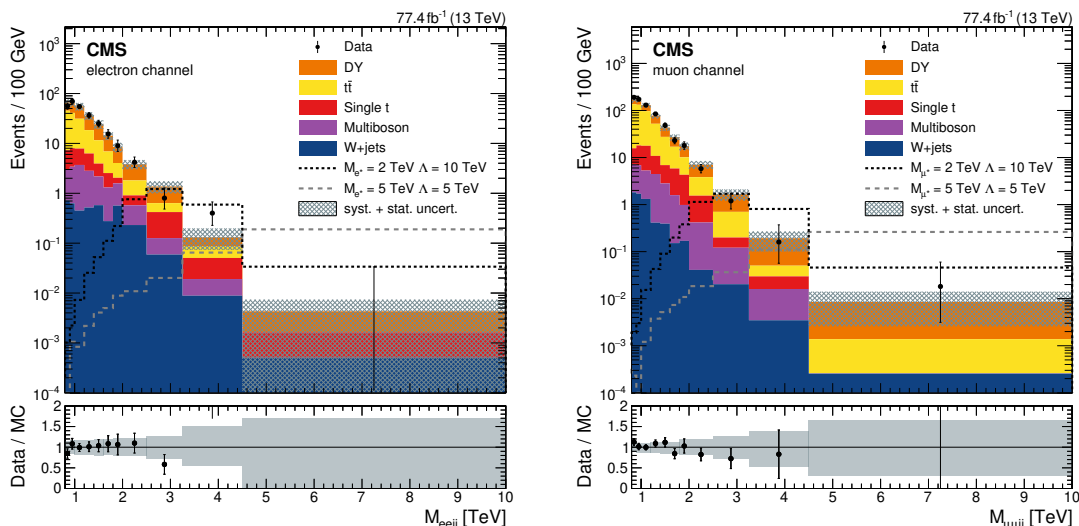 77.4 fb⁻¹ (13 TeV)
CMS
electron channel
Data
DY
tt̄
Single t
Multiboson
W+jets
M_e* = 2 TeV Λ = 10 TeV
M_e* = 5 TeV Λ = 5 TeV
syst. + stat. uncert.
Events / 100 GeV
10³
10²
10
1
10⁻¹
10⁻²
10⁻³
10⁻⁴
Data / MC
2
1.5
1
0.5
0
1 2 3 4 5 6 7 8 9 10
M_eejj [TeV]
77.4 fb⁻¹ (13 TeV)
CMS
muon channel
Data
DY
tt̄
Single t
Multiboson
W+jets
M_μ* = 2 TeV Λ = 10 TeV
M_μ* = 5 TeV Λ = 5 TeV
syst. + stat. uncert.
Events / 100 GeV
10³
10²
10
1
10⁻¹
10⁻²
10⁻³
10⁻⁴
Data / MC
2
1.5
1
0.5
0
1 2 3 4 5 6 7 8 9 10
M_μμjj [TeV]